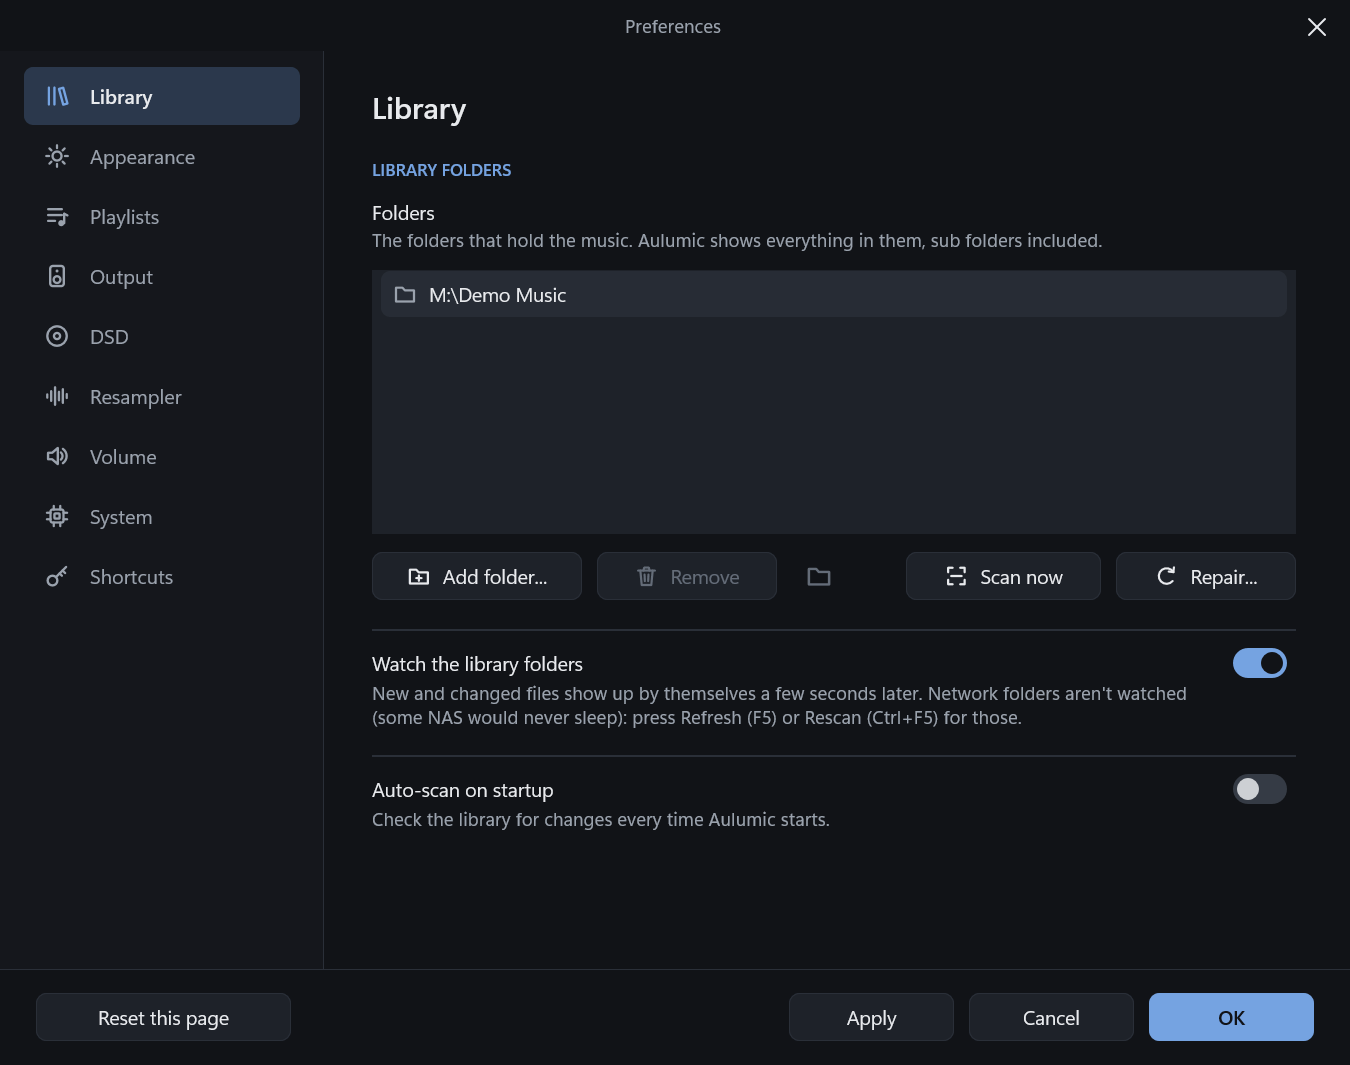 Preferences
Library
Appearance
Playlists
Output
DSD
Resampler
Volume
System
Shortcuts
Library
LIBRARY FOLDERS
Folders
The folders that hold the music. Aulumic shows everything in them, sub folders included.
M:\Demo Music
Add folder...
Remove
Scan now
Repair...
Watch the library folders
New and changed files show up by themselves a few seconds later. Network folders aren't watched
(some NAS would never sleep): press Refresh (F5) or Rescan (Ctrl+F5) for those.
Auto-scan on startup
Check the library for changes every time Aulumic starts.
Reset this page
Apply
Cancel
OK